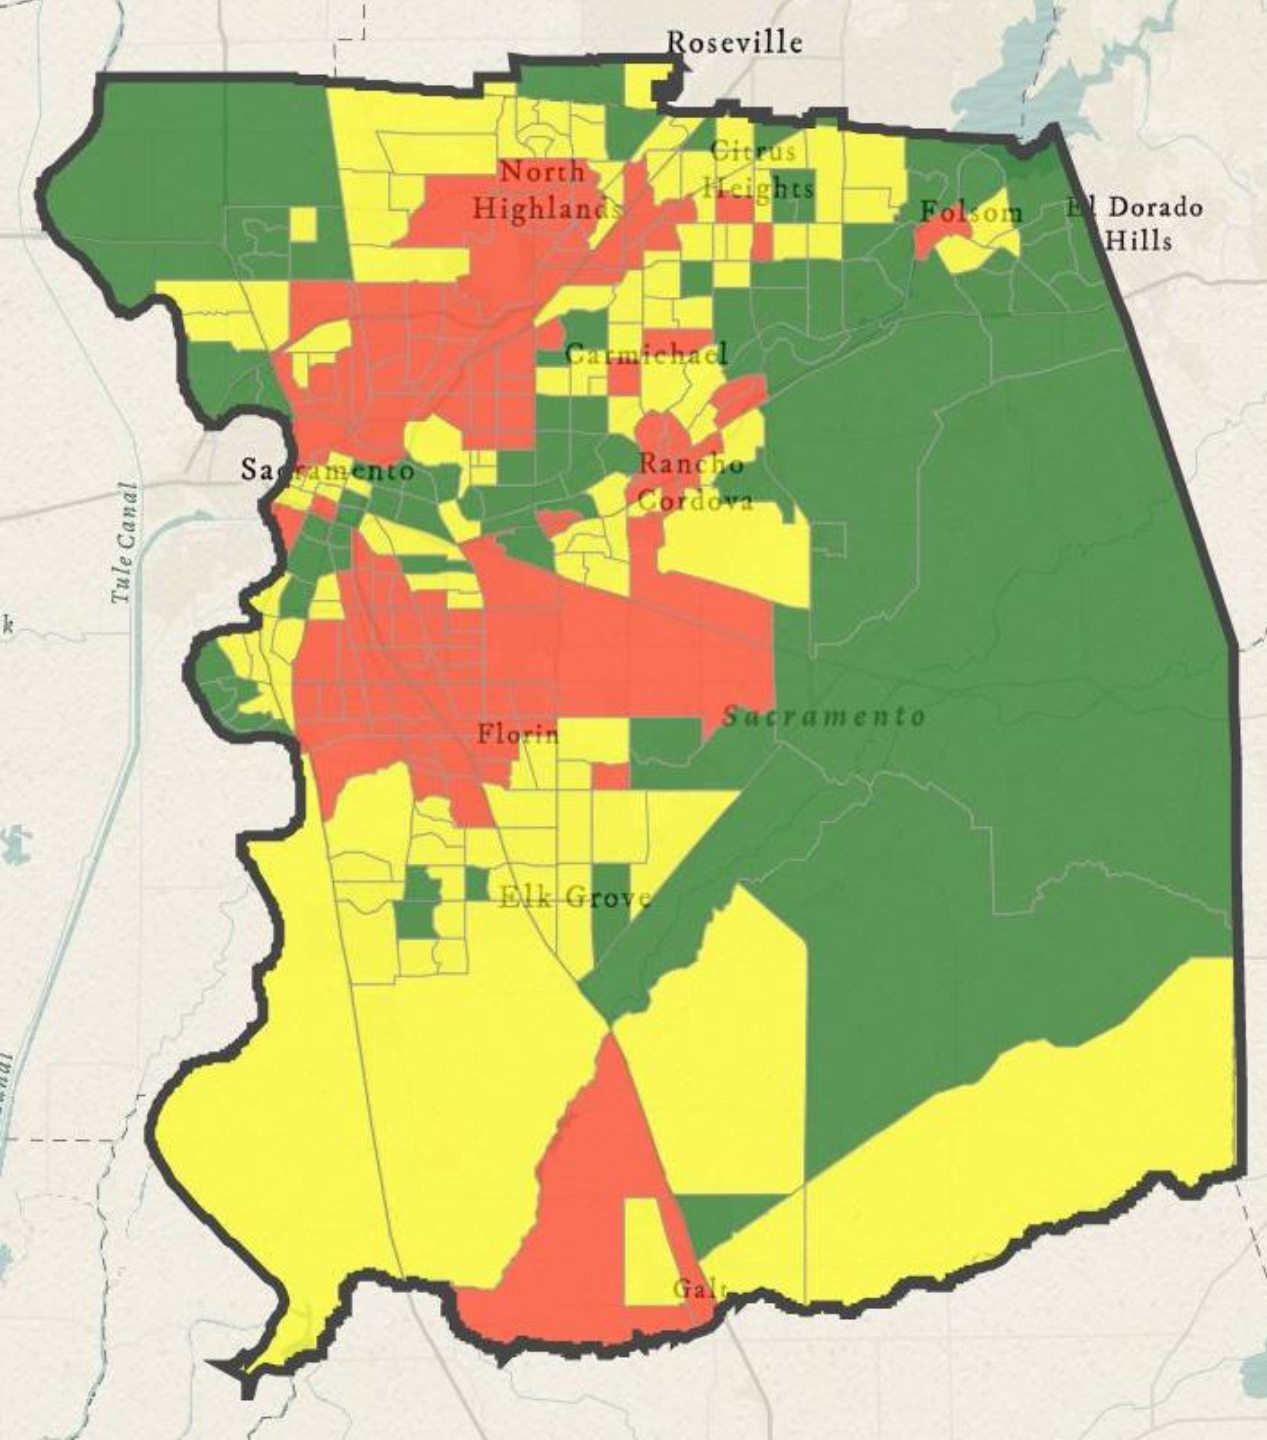 Roseville
Citrus
Heights
North
Highlands
Folsom
El Dorado
Hills
Carmichael
Sacramento
Rancho
Cordova
Tule Canal
k
Sacramento
Florin
Elk Grove
Galt